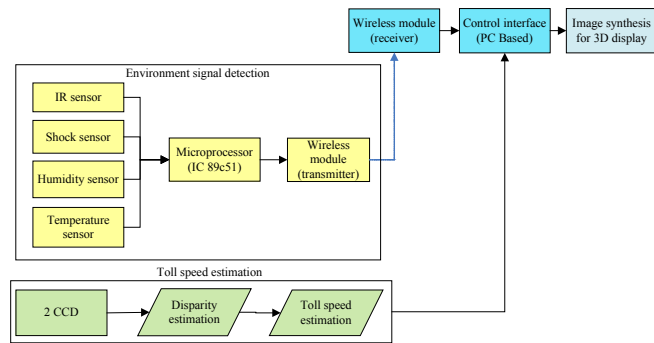 Wireless module
(receiver)
Control interface
(PC Based)
Image synthesis
for 3D display
Environment signal detection
IR sensor
Shock sensor
Humidity sensor
Temperature
sensor
Microprocessor
(IC 89c51)
Wireless
module
(transmitter)
Toll speed estimation
2 CCD
Disparity
estimation
Toll speed
estimation